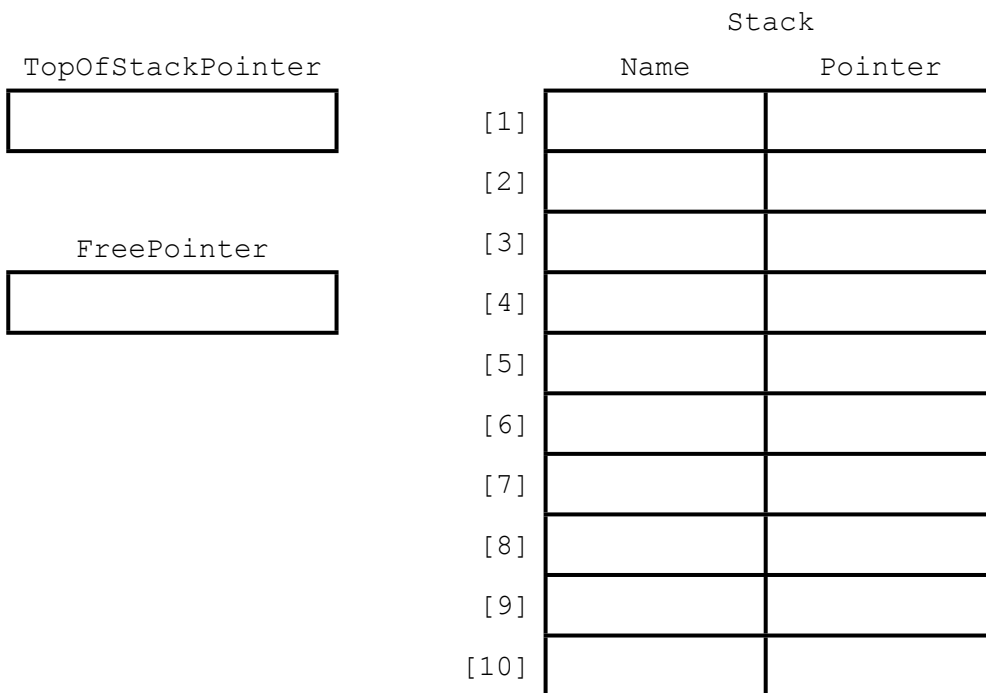 Stack
TopOfStackPointer
Name Pointer
[1]
[2]
FreePointer
[3]
[4]
[5]
[6]
[7]
[8]
[9]
[10]